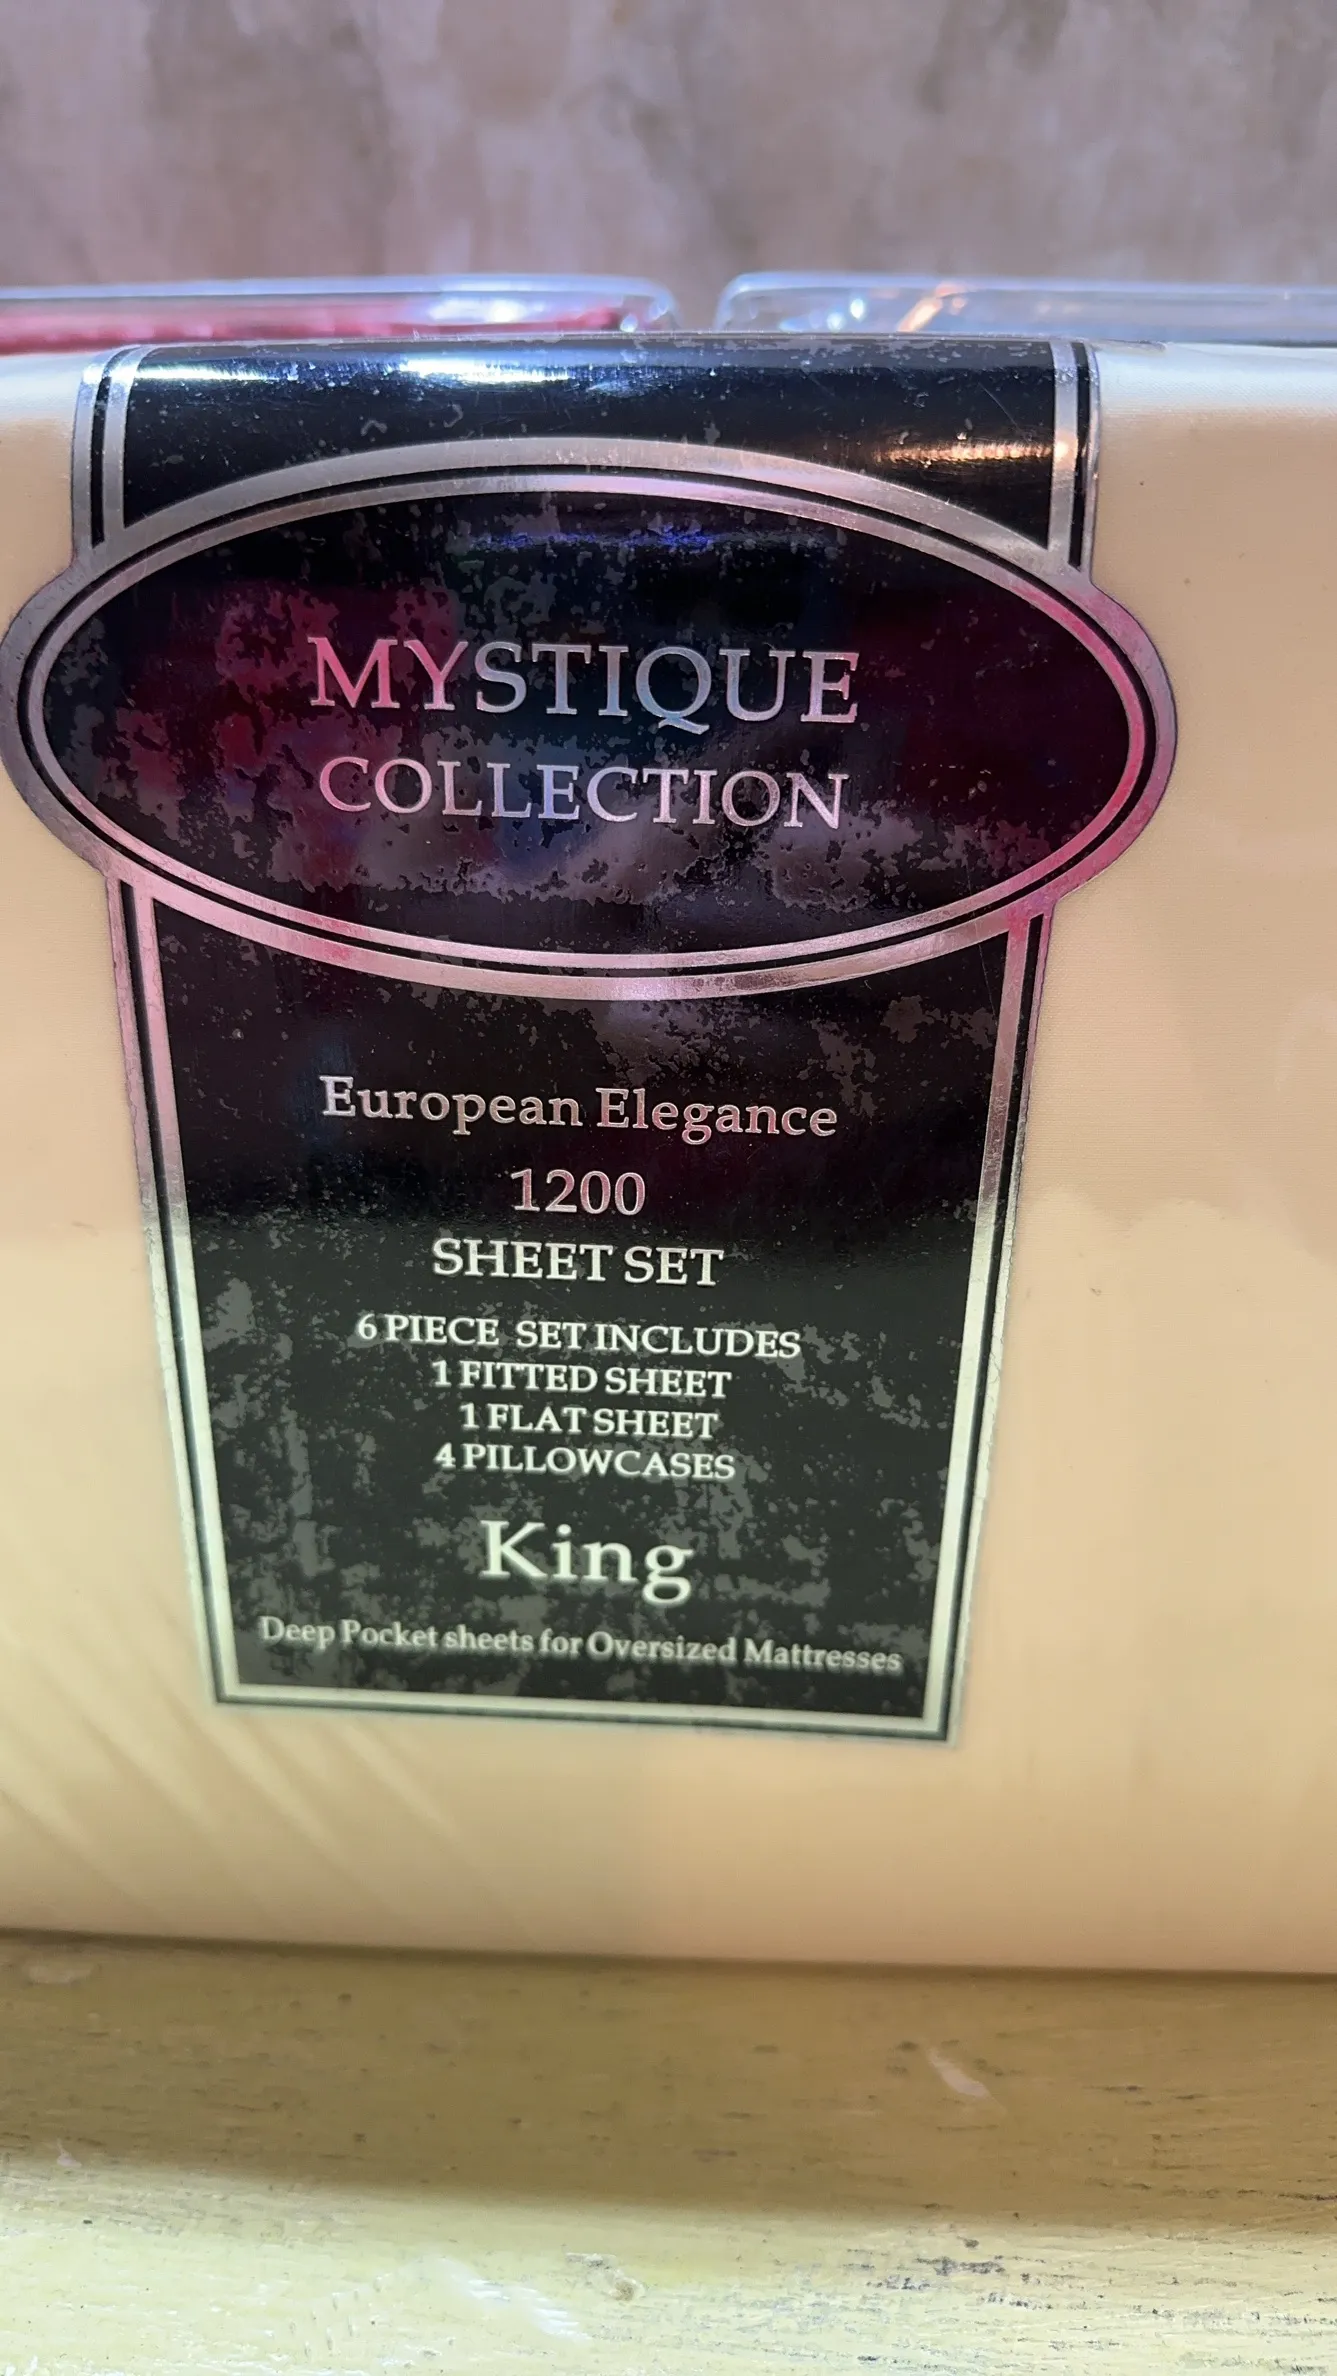 MYSTIQUE
COLLECTION
European Elegance
1200
SHEET SET
6 PIECE SET INCLUDES
1 FITTED SHEET
1 FLAT SHEET
4 PILLOWCASES
King
Deep Pocket sheets for Oversized Mattresses